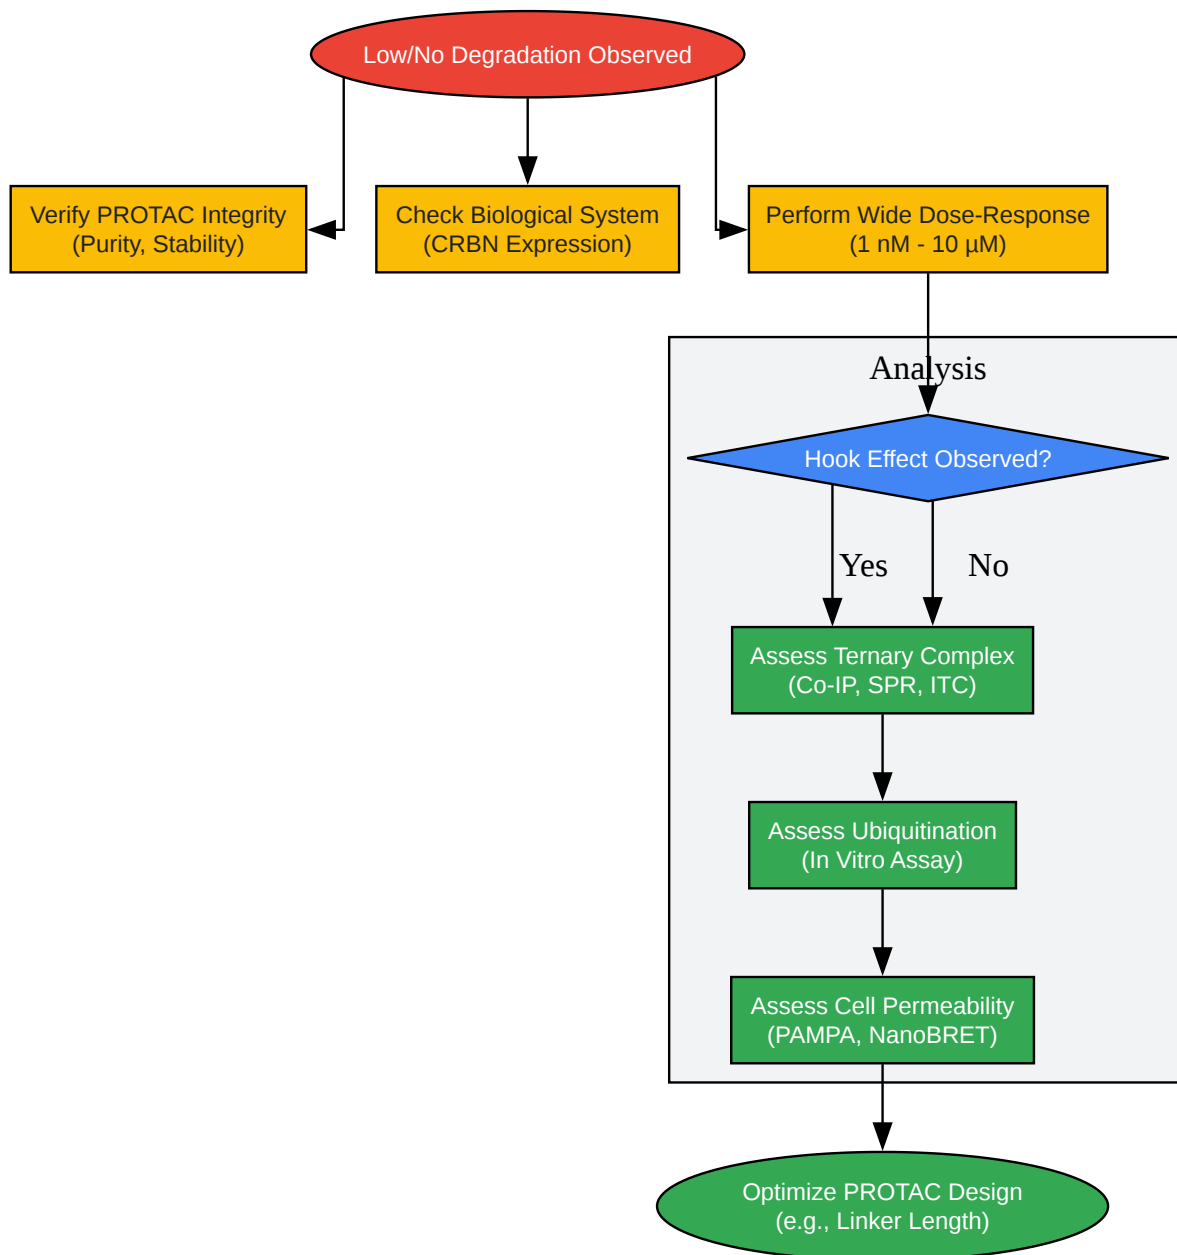 Low/No Degradation Observed
Verify PROTAC Integrity
(Purity, Stability)
Check Biological System
(CRBN Expression)
Perform Wide Dose-Response
(1 nM - 10 µM)
Analysis
Hook Effect Observed?
Yes
No
Assess Ternary Complex
(Co-IP, SPR, ITC)
Assess Ubiquitination
(In Vitro Assay)
Assess Cell Permeability
(PAMPA, NanoBRET)
Optimize PROTAC Design
(e.g., Linker Length)